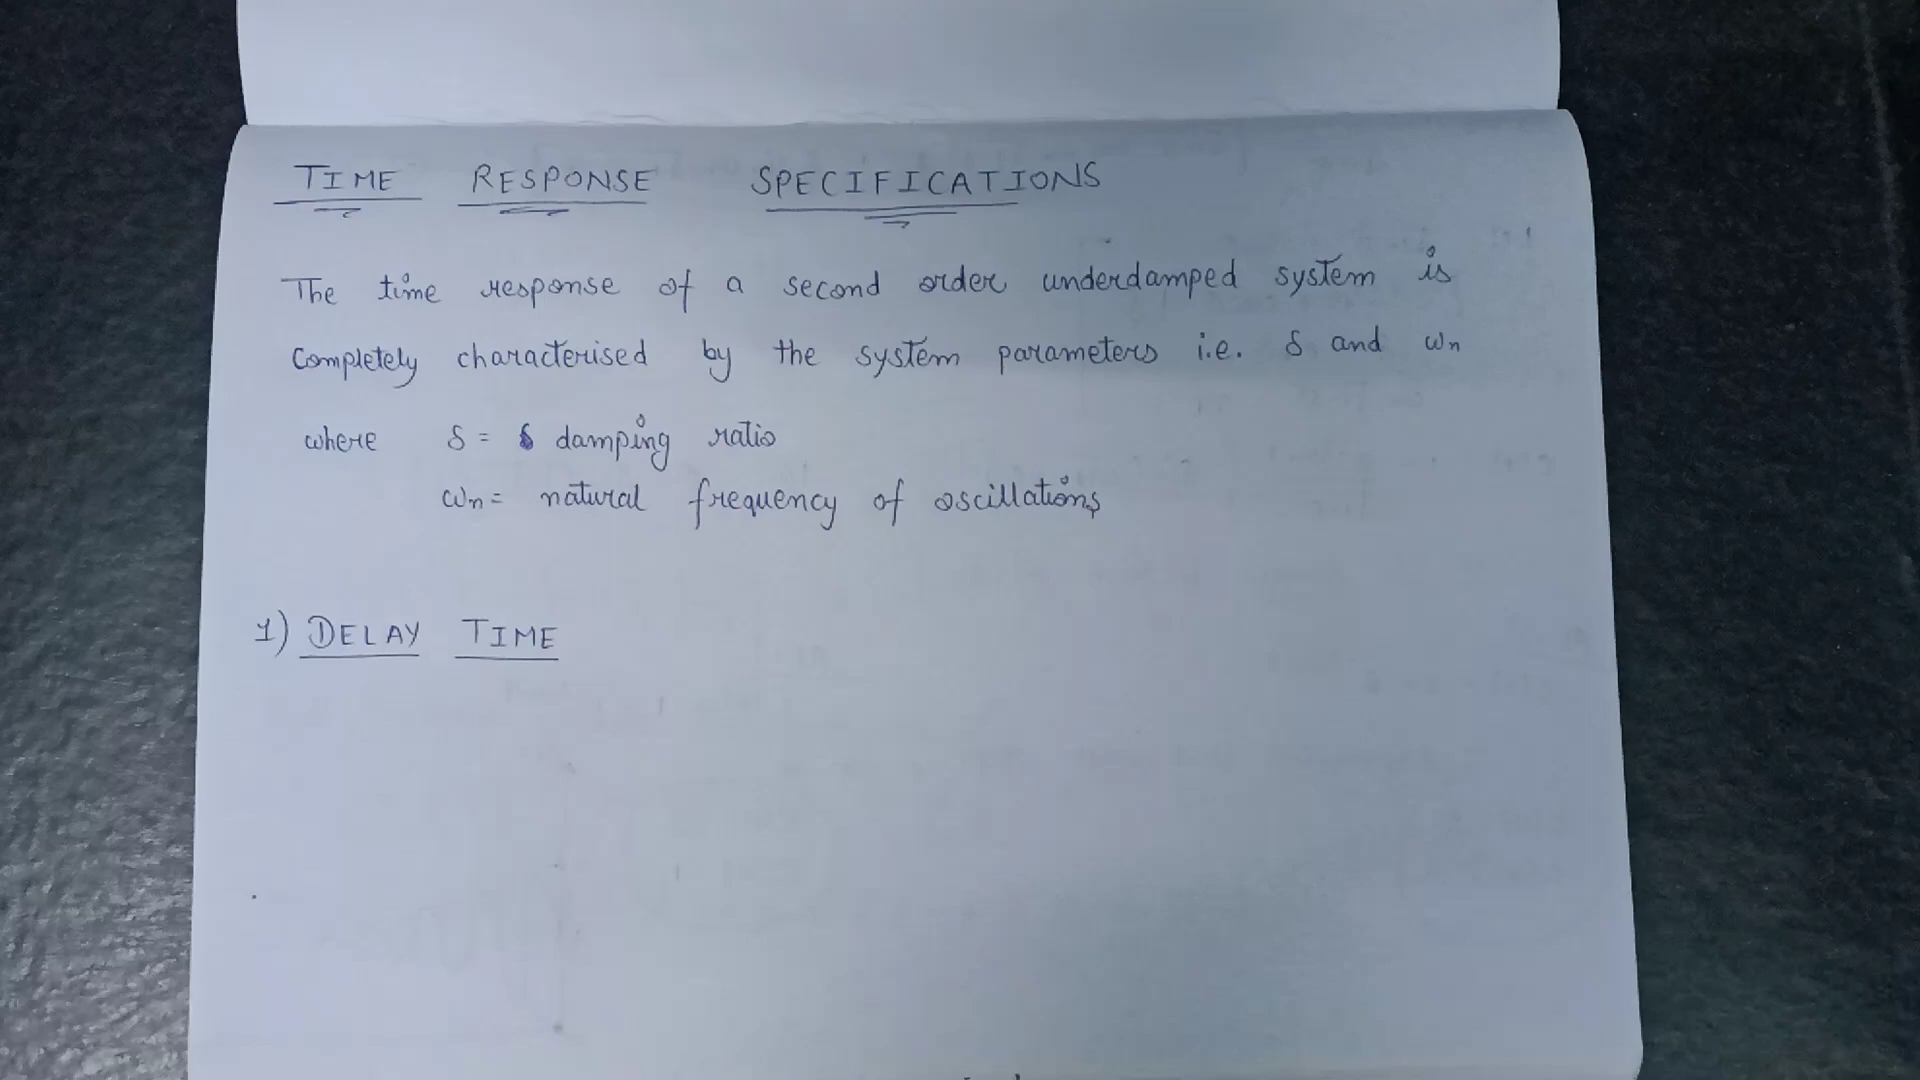 TIME RESPONSE SPECIFICATIONS
The time response of a second order underdamped system is
completely characterised by the system parameters i.e. δ and ωn
where δ = damping ratio
ωn = natural frequency of oscillations
1) DELAY TIME